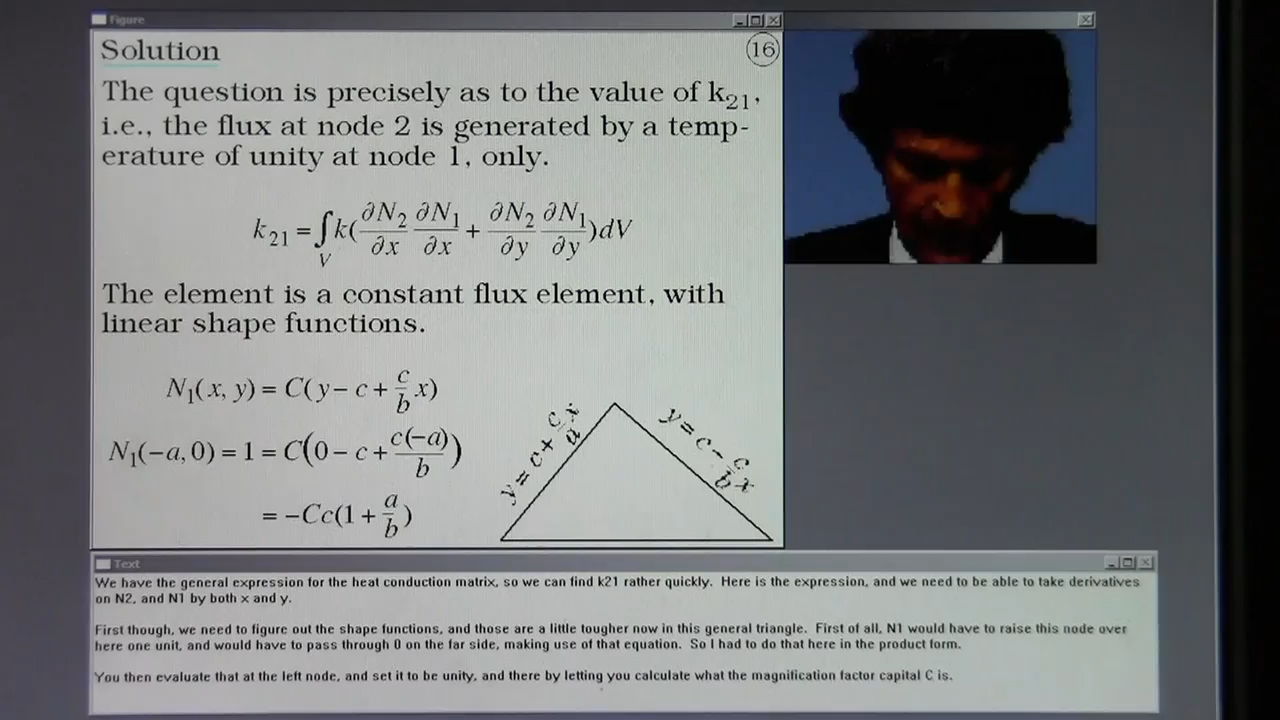 Figure
Solution
16
The question is precisely as to the value of k₂₁,
i.e., the flux at node 2 is generated by a temp-
erature of unity at node 1, only.
k₂₁ = ∫_V k(∂N₂/∂x ∂N₁/∂x + ∂N₂/∂y ∂N₁/∂y)dV
The element is a constant flux element, with
linear shape functions.
N₁(x, y) = C(y − c + c/b x)
N₁(−a, 0) = 1 = C(0 − c + c(−a)/b)
= −Cc(1 + a/b)
y = c + c/a x
y = c − c/b x
Text
We have the general expression for the heat conduction matrix, so we can find k21 rather quickly. Here is the expression, and we need to be able to take derivatives
on N2, and N1 by both x and y.
First though, we need to figure out the shape functions, and those are a little tougher now in this general triangle. First of all, N1 would have to raise this node over
here one unit, and would have to pass through 0 on the far side, making use of that equation. So I had to do that here in the product form.
You then evaluate that at the left node, and set it to be unity, and there by letting you calculate what the magnification factor capital C is.